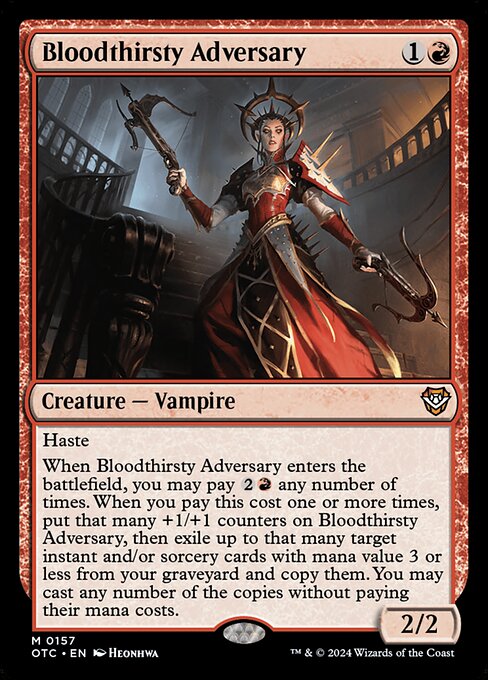 Bloodthirsty Adversary 1
Creature — Vampire
Haste
When Bloodthirsty Adversary enters the
battlefield, you may pay 2 any number of
times. When you pay this cost one or more times,
put that many +1/+1 counters on Bloodthirsty
Adversary, then exile up to that many target
instant and/or sorcery cards with mana value 3 or
less from your graveyard and copy them. You may
cast any number of the copies without paying
their mana costs.
2/2
M 0157
OTC • EN Heonhwa
™ & © 2024 Wizards of the Coast